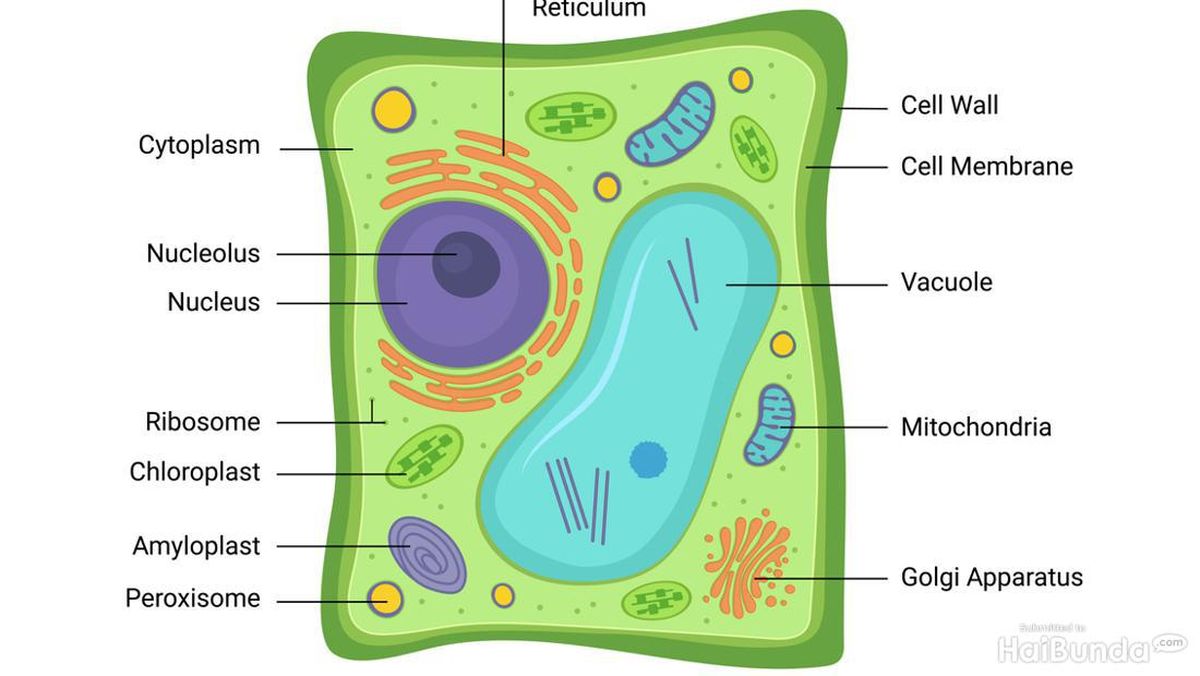 Reticulum
Cytoplasm
Nucleolus
Nucleus
Ribosome
Chloroplast
Amyloplast
Peroxisome
Cell Wall
Cell Membrane
Vacuole
Mitochondria
Golgi Apparatus
Submitted to
HaiBunda.com